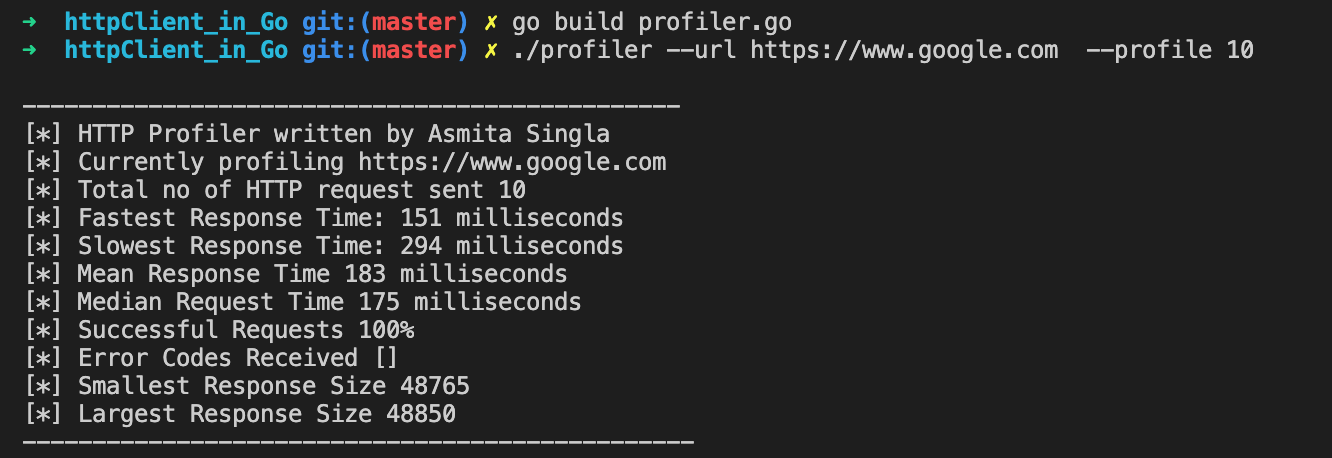 ➜  httpClient_in_Go git:(master) ✗ go build profiler.go
➜  httpClient_in_Go git:(master) ✗ ./profiler --url https://www.google.com  --profile 10
_______________________________________________
[*] HTTP Profiler written by Asmita Singla
[*] Currently profiling https://www.google.com
[*] Total no of HTTP request sent 10
[*] Fastest Response Time: 151 milliseconds
[*] Slowest Response Time: 294 milliseconds
[*] Mean Response Time 183 milliseconds
[*] Median Request Time 175 milliseconds
[*] Successful Requests 100%
[*] Error Codes Received []
[*] Smallest Response Size 48765
[*] Largest Response Size 48850
________________________________________________